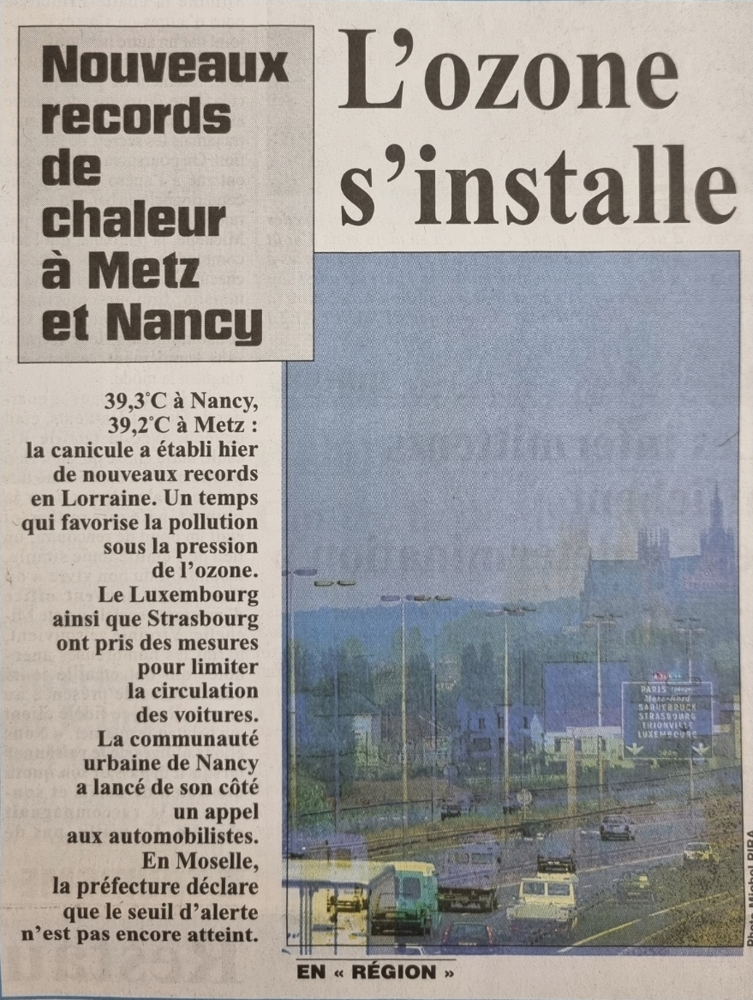 Nouveaux
records
de
chaleur
à Metz
et Nancy
L'ozone
s'installe
39,3°C à Nancy,
39,2°C à Metz :
la canicule a établi hier
de nouveaux records
en Lorraine. Un temps
qui favorise la pollution
sous la pression
de l'ozone.
Le Luxembourg
ainsi que Strasbourg
ont pris des mesures
pour limiter
la circulation
des voitures.
La communauté
urbaine de Nancy
a lancé de son côté
un appel
aux automobilistes.
En Moselle,
la préfecture déclare
que le seuil d'alerte
n'est pas encore atteint.
PARIS
Metz-Nord
SARREBRUCK
STRASBOURG
THIONVILLE
LUXEMBOURG
Photo Michel PIRA
EN « RÉGION »